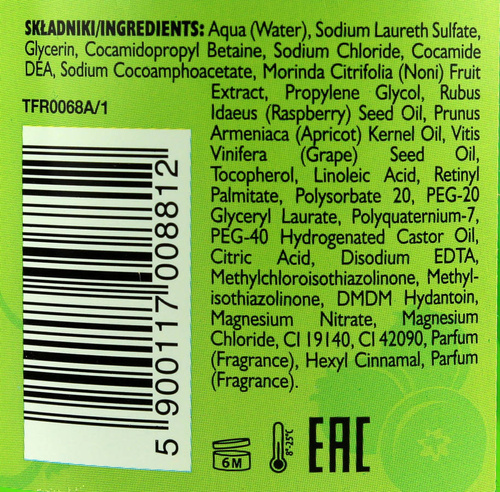 SKŁADNIKI/INGREDIENTS: Aqua (Water), Sodium Laureth Sulfate,
Glycerin, Cocamidopropyl Betaine, Sodium Chloride, Cocamide
DEA, Sodium Cocoamphoacetate, Morinda Citrifolia (Noni) Fruit
Extract, Propylene Glycol, Rubus
Idaeus (Raspberry) Seed Oil, Prunus
Armeniaca (Apricot) Kernel Oil, Vitis
Vinifera (Grape) Seed Oil,
Tocopherol, Linoleic Acid, Retinyl
Palmitate, Polysorbate 20, PEG-20
Glyceryl Laurate, Polyquaternium-7,
PEG-40 Hydrogenated Castor Oil,
Citric Acid, Disodium EDTA,
Methylchloroisothiazolinone, Methyl-
isothiazolinone, DMDM Hydantoin,
Magnesium Nitrate, Magnesium
Chloride, CI 19140, CI 42090, Parfum
(Fragrance), Hexyl Cinnamal, Parfum
(Fragrance).
TFR0068A/1
5 900117 008812
6M
8°-25°C
EAC